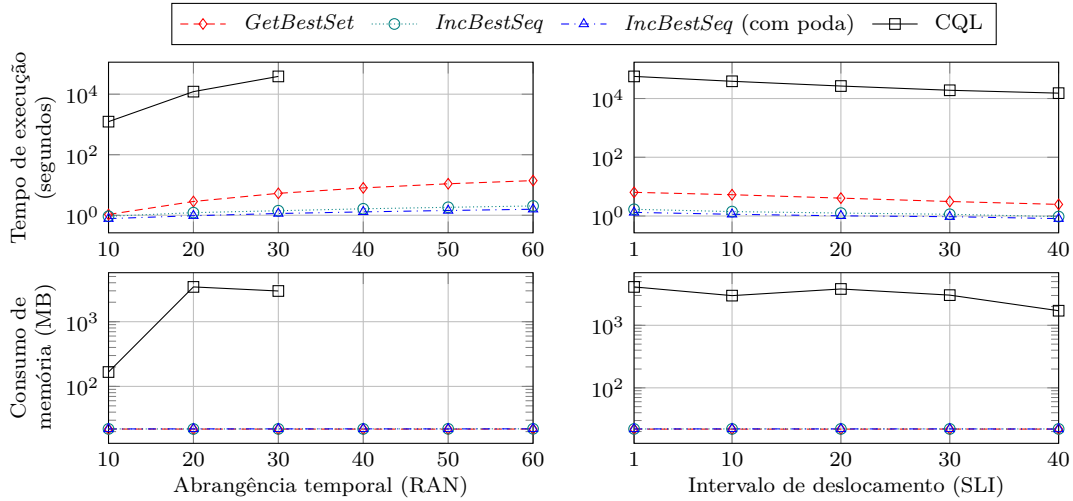 GetBestSet IncBestSeq IncBestSeq (com poda) CQL
Tempo de execução
(segundos)
10^4
10^2
10^0
10 20 30 40 50 60
10^4
10^2
10^0
1 10 20 30 40
Consumo de
memória (MB)
10^3
10^2
10 20 30 40 50 60
Abrangência temporal (RAN)
10^3
10^2
1 10 20 30 40
Intervalo de deslocamento (SLI)